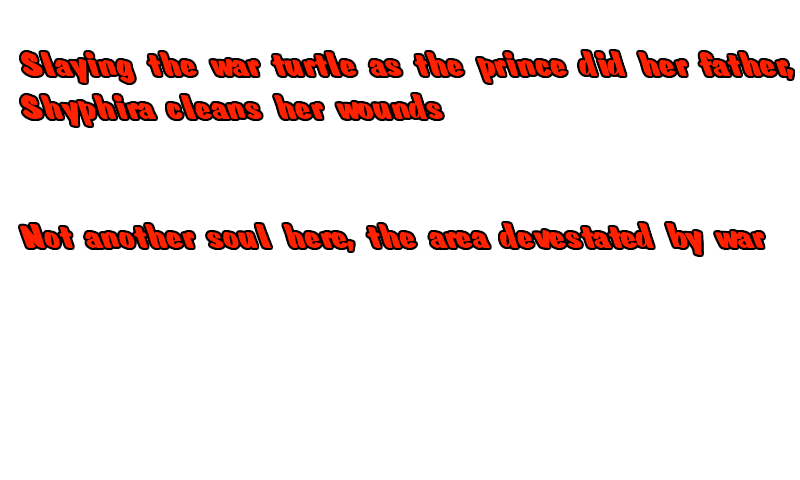 Slaying the war turtle as the prince did her father,
Shyphira cleans her wounds
Not another soul here, the area devestated by war